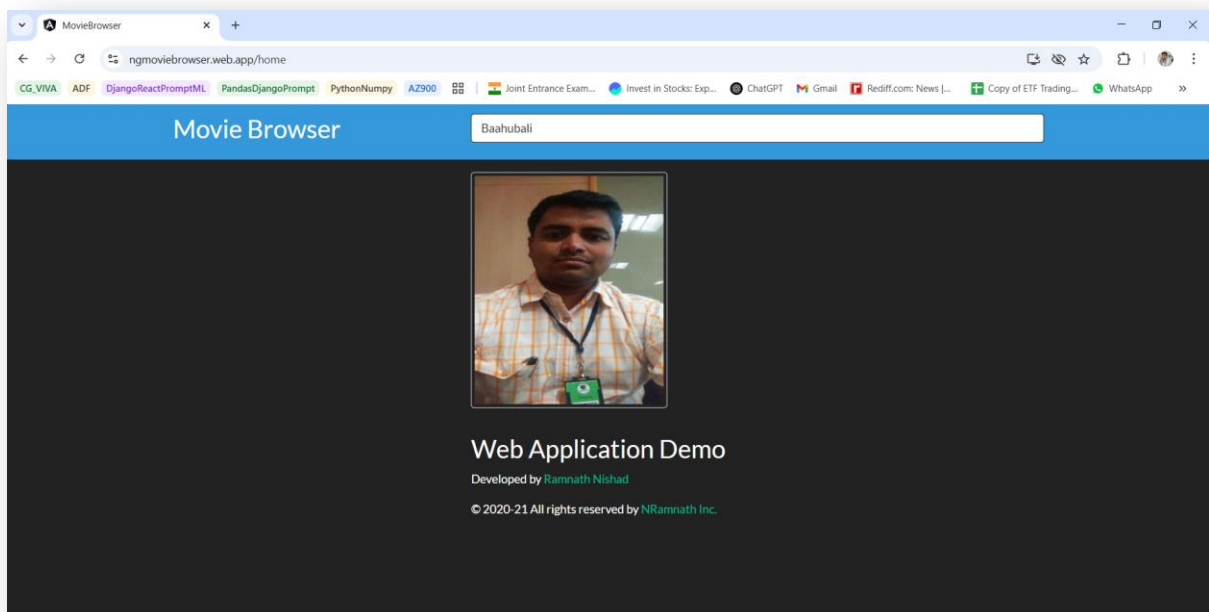 MovieBrowser
ngmoviebrowser.web.app/home
CG_VIVA ADF DjangoReactPromptML PandasDjangoPrompt PythonNumpy AZ900 Joint Entrance Exam... Invest in Stocks: Exp... ChatGPT Gmail Rediff.com: News |... Copy of ETF Trading... WhatsApp »
Movie Browser Baahubali
Web Application Demo
Developed by Ramnath Nishad
© 2020-21 All rights reserved by NRamnath Inc.